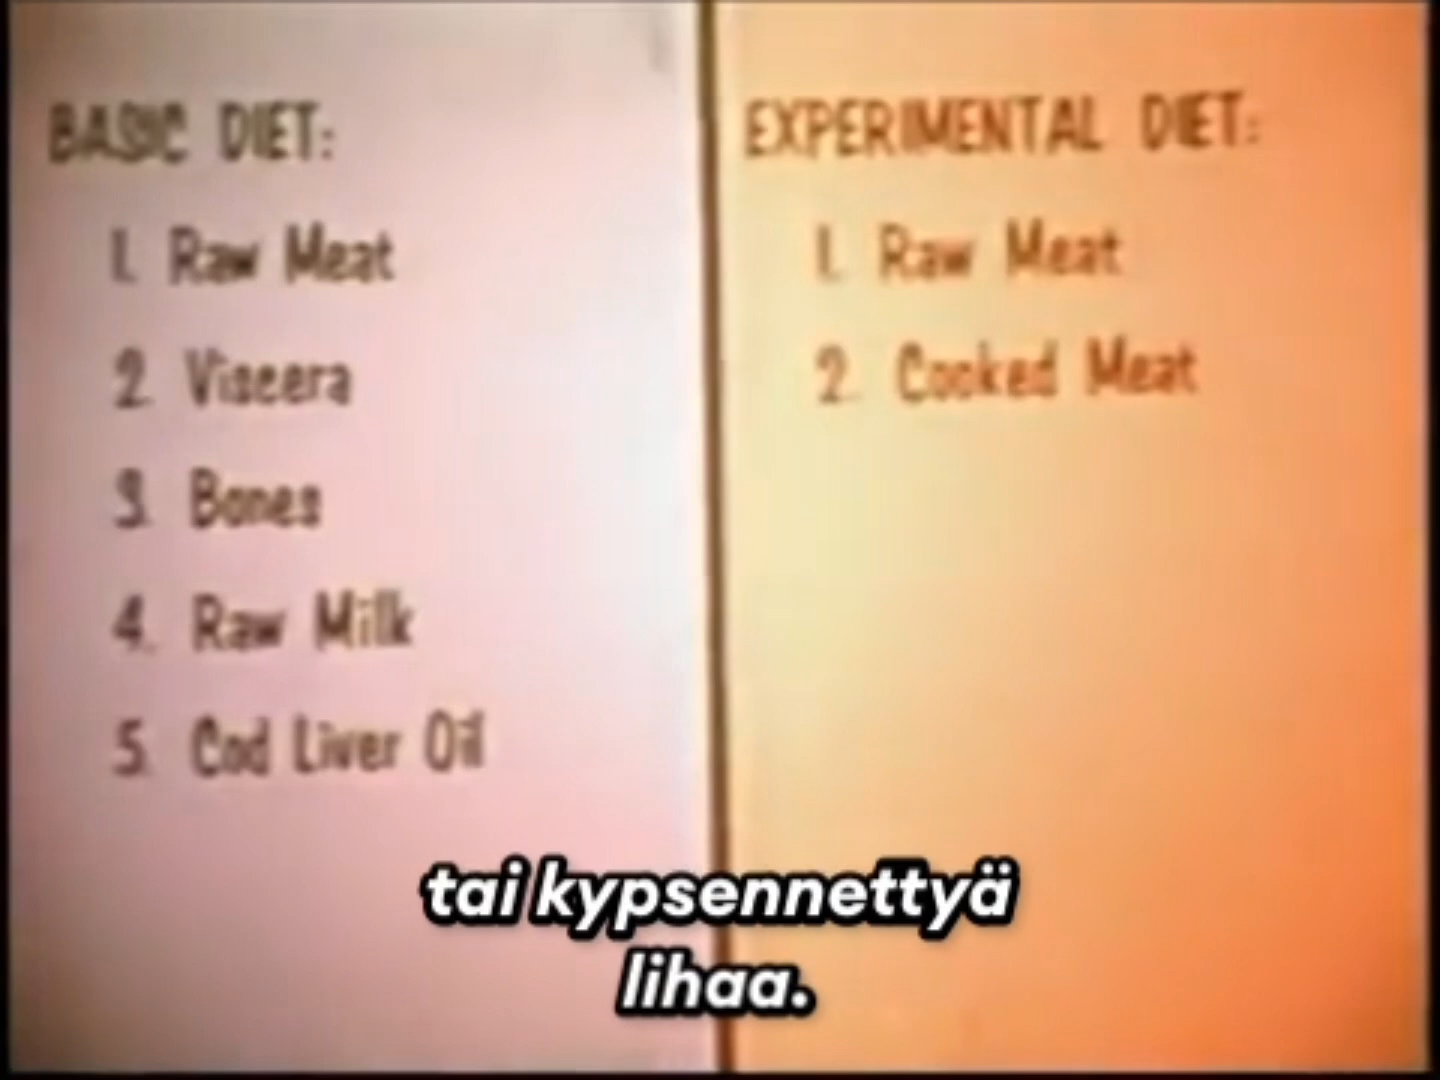 BASIC DIET:
1. Raw Meat
2. Viscera
3. Bones
4. Raw Milk
5. Cod Liver Oil
EXPERIMENTAL DIET:
1. Raw Meat
2. Cooked Meat
tai kypsennettyä
lihaa.